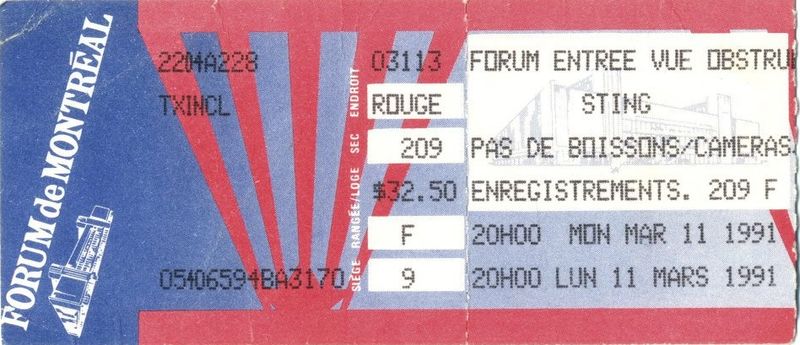 FORUM de MONTRÉAL
2204A228
TXINCL
05406594BA3170
SIÈGE RANGÉE/LOGE SEC ENDROIT
03113
ROUGE
209
$32.50
F
9
FORUM ENTREE VUE OBSTRU
STING
PAS DE BOISSONS/CAMERAS
ENREGISTREMENTS. 209 F
20H00 MON MAR 11 1991
20H00 LUN 11 MARS 1991